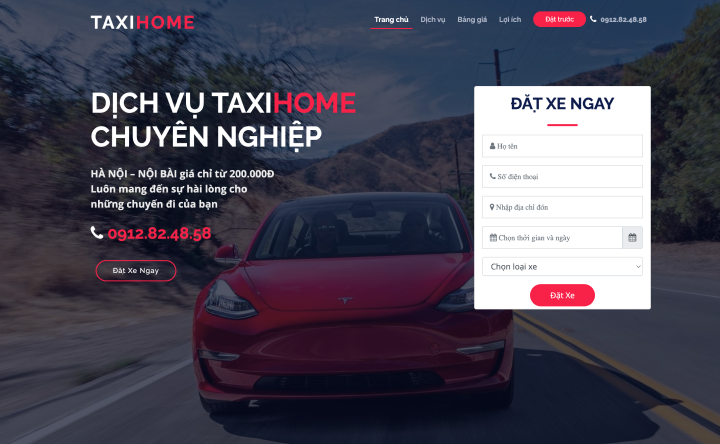 TAXIHOME
Trang chủ
Dịch vụ
Bảng giá
Lợi ích
Đặt trước
0912.82.48.58
DỊCH VỤ TAXIHOME
CHUYÊN NGHIỆP
HÀ NỘI – NỘI BÀI giá chỉ từ 200.000Đ
Luôn mang đến sự hài lòng cho
những chuyến đi của bạn
0912.82.48.58
Đặt Xe Ngay
ĐẶT XE NGAY
Họ tên
Số điện thoại
Nhập địa chỉ đón
Chọn thời gian và ngày
Chọn loại xe
Đặt Xe